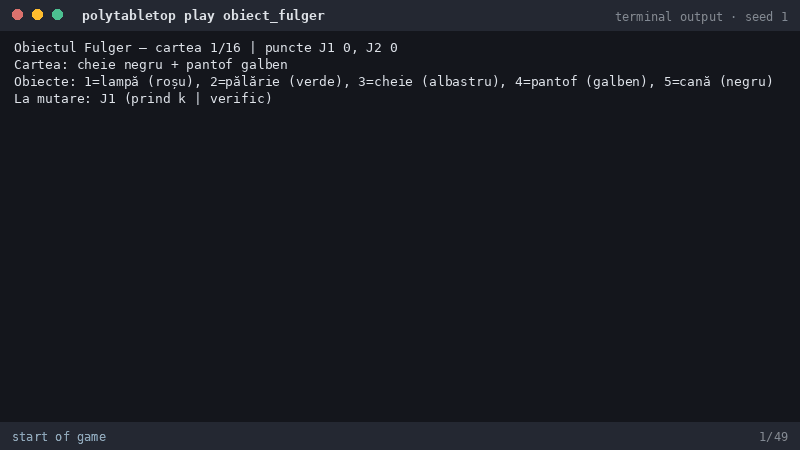 polytabletop play obiect_fulger
terminal output · seed 1
Obiectul Fulger — cartea 1/16 | puncte J1 0, J2 0
Cartea: cheie negru + pantof galben
Obiecte: 1=lampă (roșu), 2=pălărie (verde), 3=cheie (albastru), 4=pantof (galben), 5=cană (negru)
La mutare: J1 (prind k | verific)
start of game
1/49